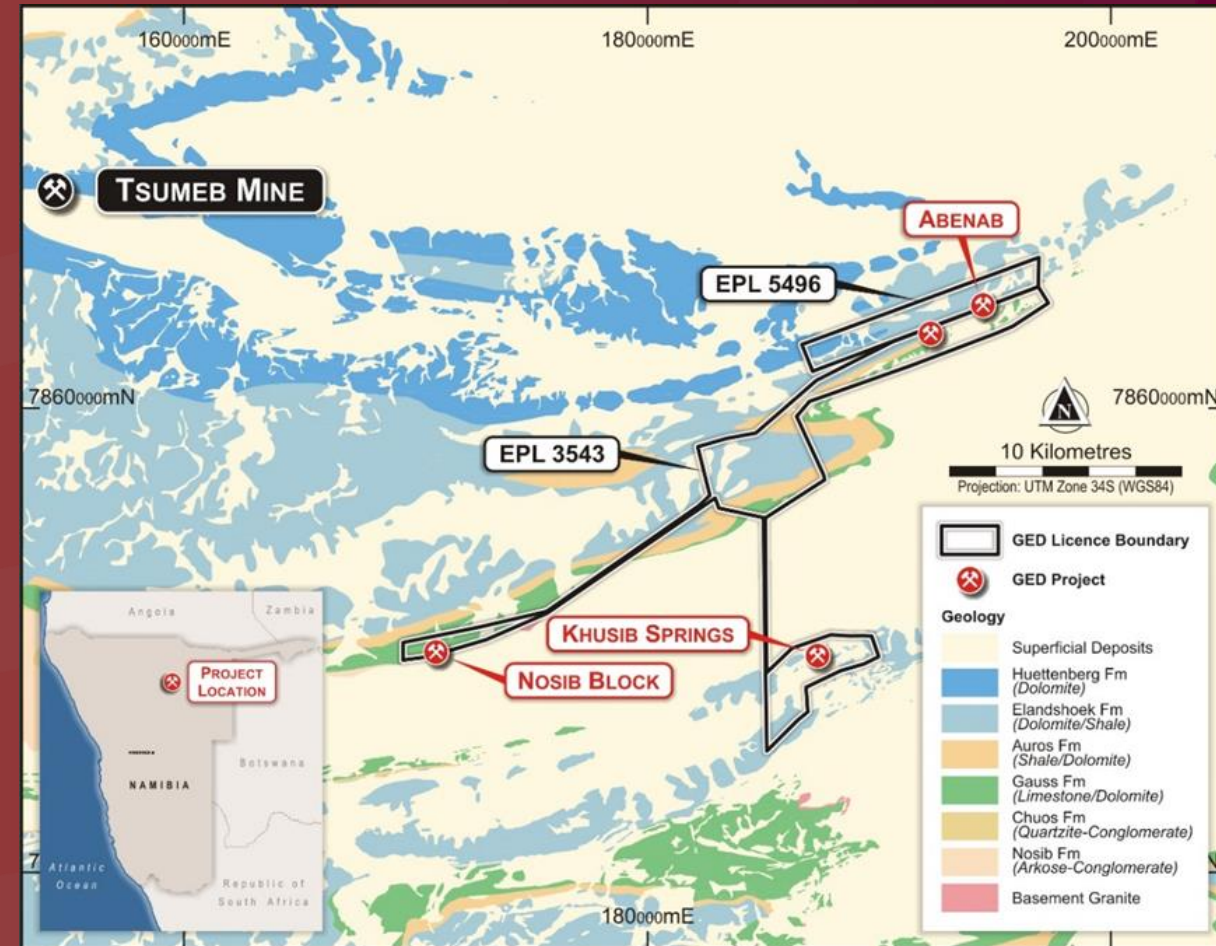 160000mE
180000mE
200000mE
TSUMEB MINE
ABENAB
EPL 5496
7860000mN
7860000mN
N
10 Kilometres
Projection: UTM Zone 34S (WGS84)
EPL 3543
KHUSIB SPRINGS
NOSIB BLOCK
GED Licence Boundary
GED Project
Geology
Superficial Deposits
Huettenberg Fm
(Dolomite)
Elandshoek Fm
(Dolomite/Shale)
Auros Fm
(Shale/Dolomite)
Gauss Fm
(Limestone/Dolomite)
Chuos Fm
(Quartzite-Conglomerate)
Nosib Fm
(Arkose-Conglomerate)
Basement Granite
Angola
Zambia
PROJECT
LOCATION
Botswana
NAMIBIA
Atlantic
Ocean
Republic of
South Africa
7
180000mE